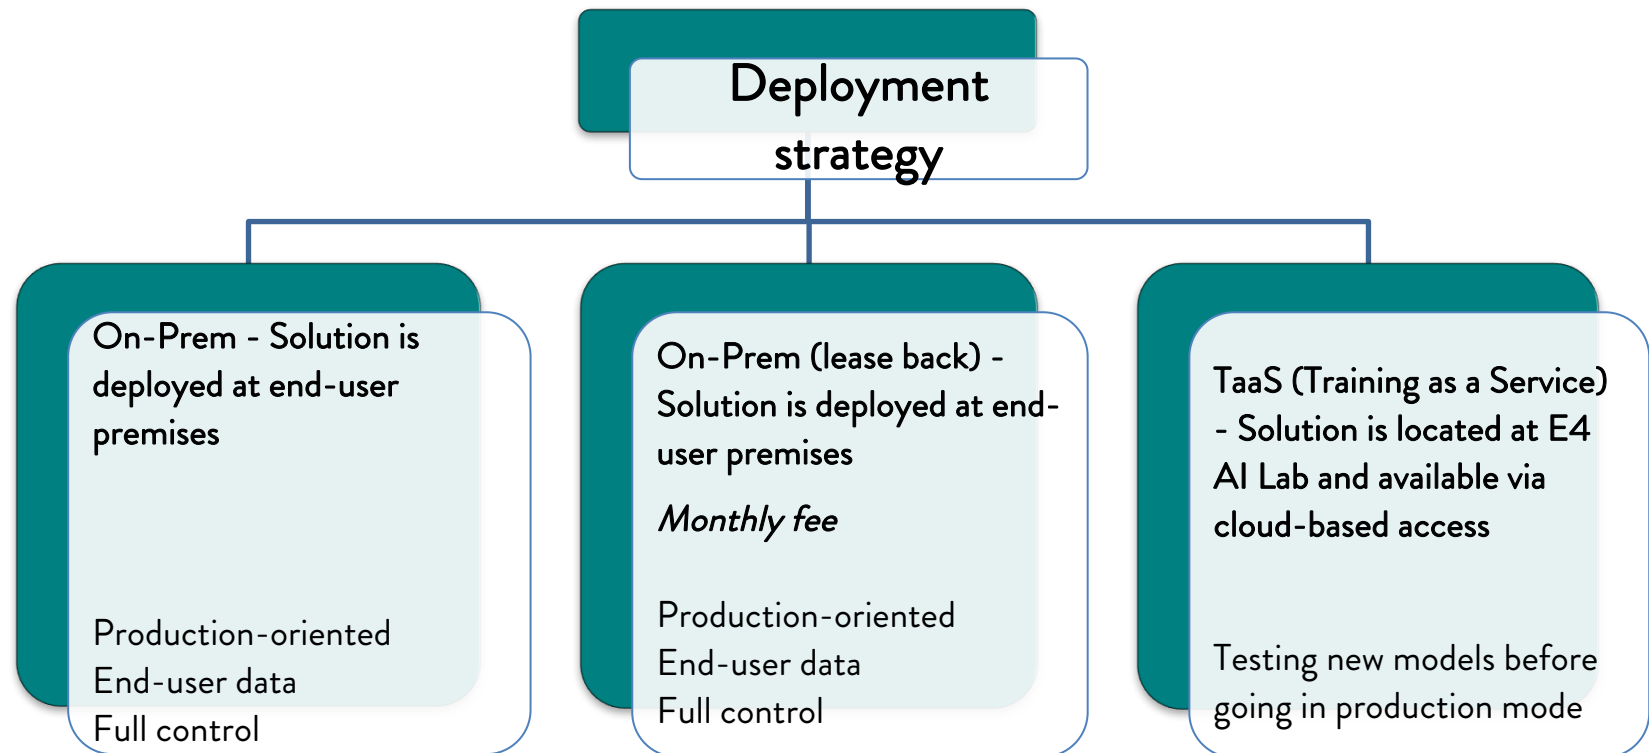 Deployment
strategy
On-Prem - Solution is
deployed at end-user
premises
Production-oriented
End-user data
Full control
On-Prem (lease back) -
Solution is deployed at end-
user premises
Monthly fee
Production-oriented
End-user data
Full control
TaaS (Training as a Service)
- Solution is located at E4
AI Lab and available via
cloud-based access
Testing new models before
going in production mode